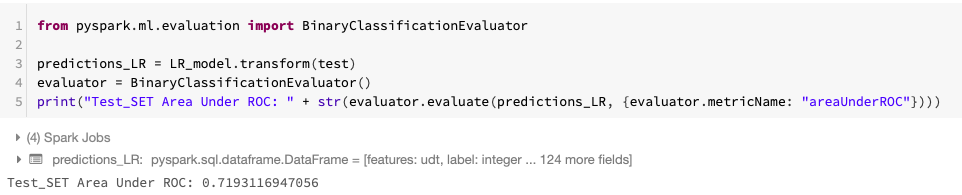 1 from pyspark.ml.evaluation import BinaryClassificationEvaluator
2
3 predictions_LR = LR_model.transform(test)
4 evaluator = BinaryClassificationEvaluator()
5 print("Test_SET Area Under ROC: " + str(evaluator.evaluate(predictions_LR, {evaluator.metricName: "areaUnderROC"})))
(4) Spark Jobs
predictions_LR: pyspark.sql.dataframe.DataFrame = [features: udt, label: integer ... 124 more fields]
Test_SET Area Under ROC: 0.7193116947056